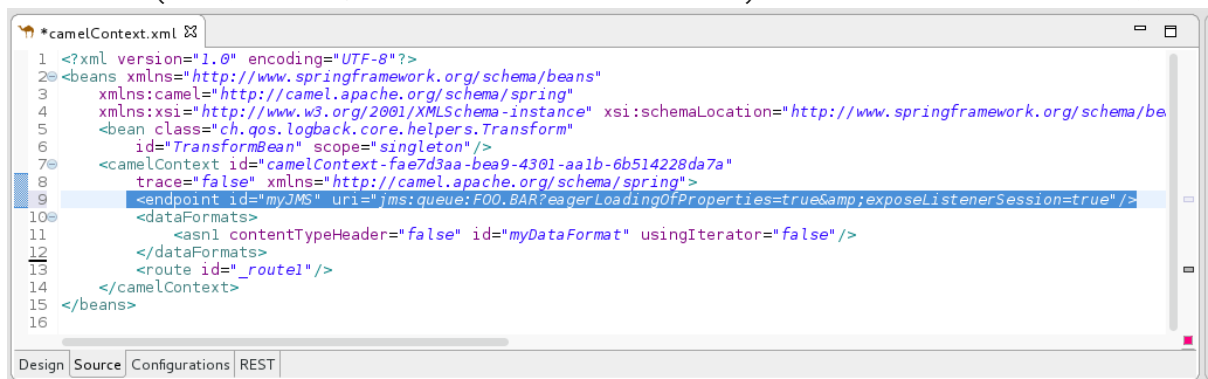 *camelContext.xml
1 <?xml version="1.0" encoding="UTF-8"?>
2 <beans xmlns="http://www.springframework.org/schema/beans"
3 xmlns:camel="http://camel.apache.org/schema/spring"
4 xmlns:xsi="http://www.w3.org/2001/XMLSchema-instance" xsi:schemaLocation="http://www.springframework.org/schema/be
5 <bean class="ch.qos.logback.core.helpers.Transform"
6 id="TransformBean" scope="singleton"/>
7 <camelContext id="camelContext-fae7d3aa-bea9-4301-aa1b-6b514228da7a"
8 trace="false" xmlns="http://camel.apache.org/schema/spring">
9 <endpoint id="myJMS" uri="jms:queue:FOO.BAR?eagerLoadingOfProperties=true&amp;exposeListenerSession=true"/>
10 <dataFormats>
11 <asn1 contentTypeHeader="false" id="myDataFormat" usingIterator="false"/>
12 </dataFormats>
13 <route id="_route1"/>
14 </camelContext>
15 </beans>
16
Design Source Configurations REST